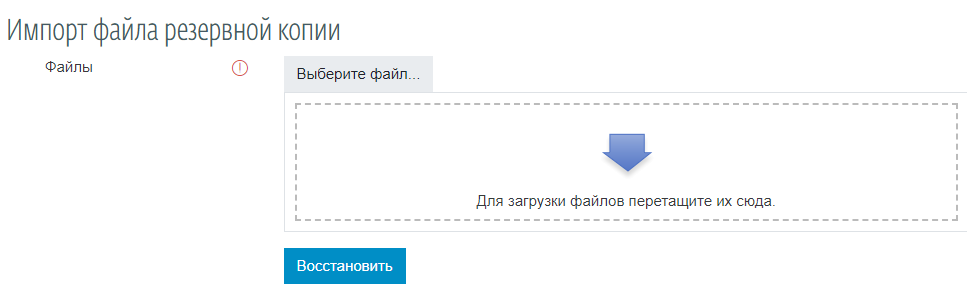 Импорт файла резервной копии
Файлы
Выберите файл...
Для загрузки файлов перетащите их сюда.
Восстановить